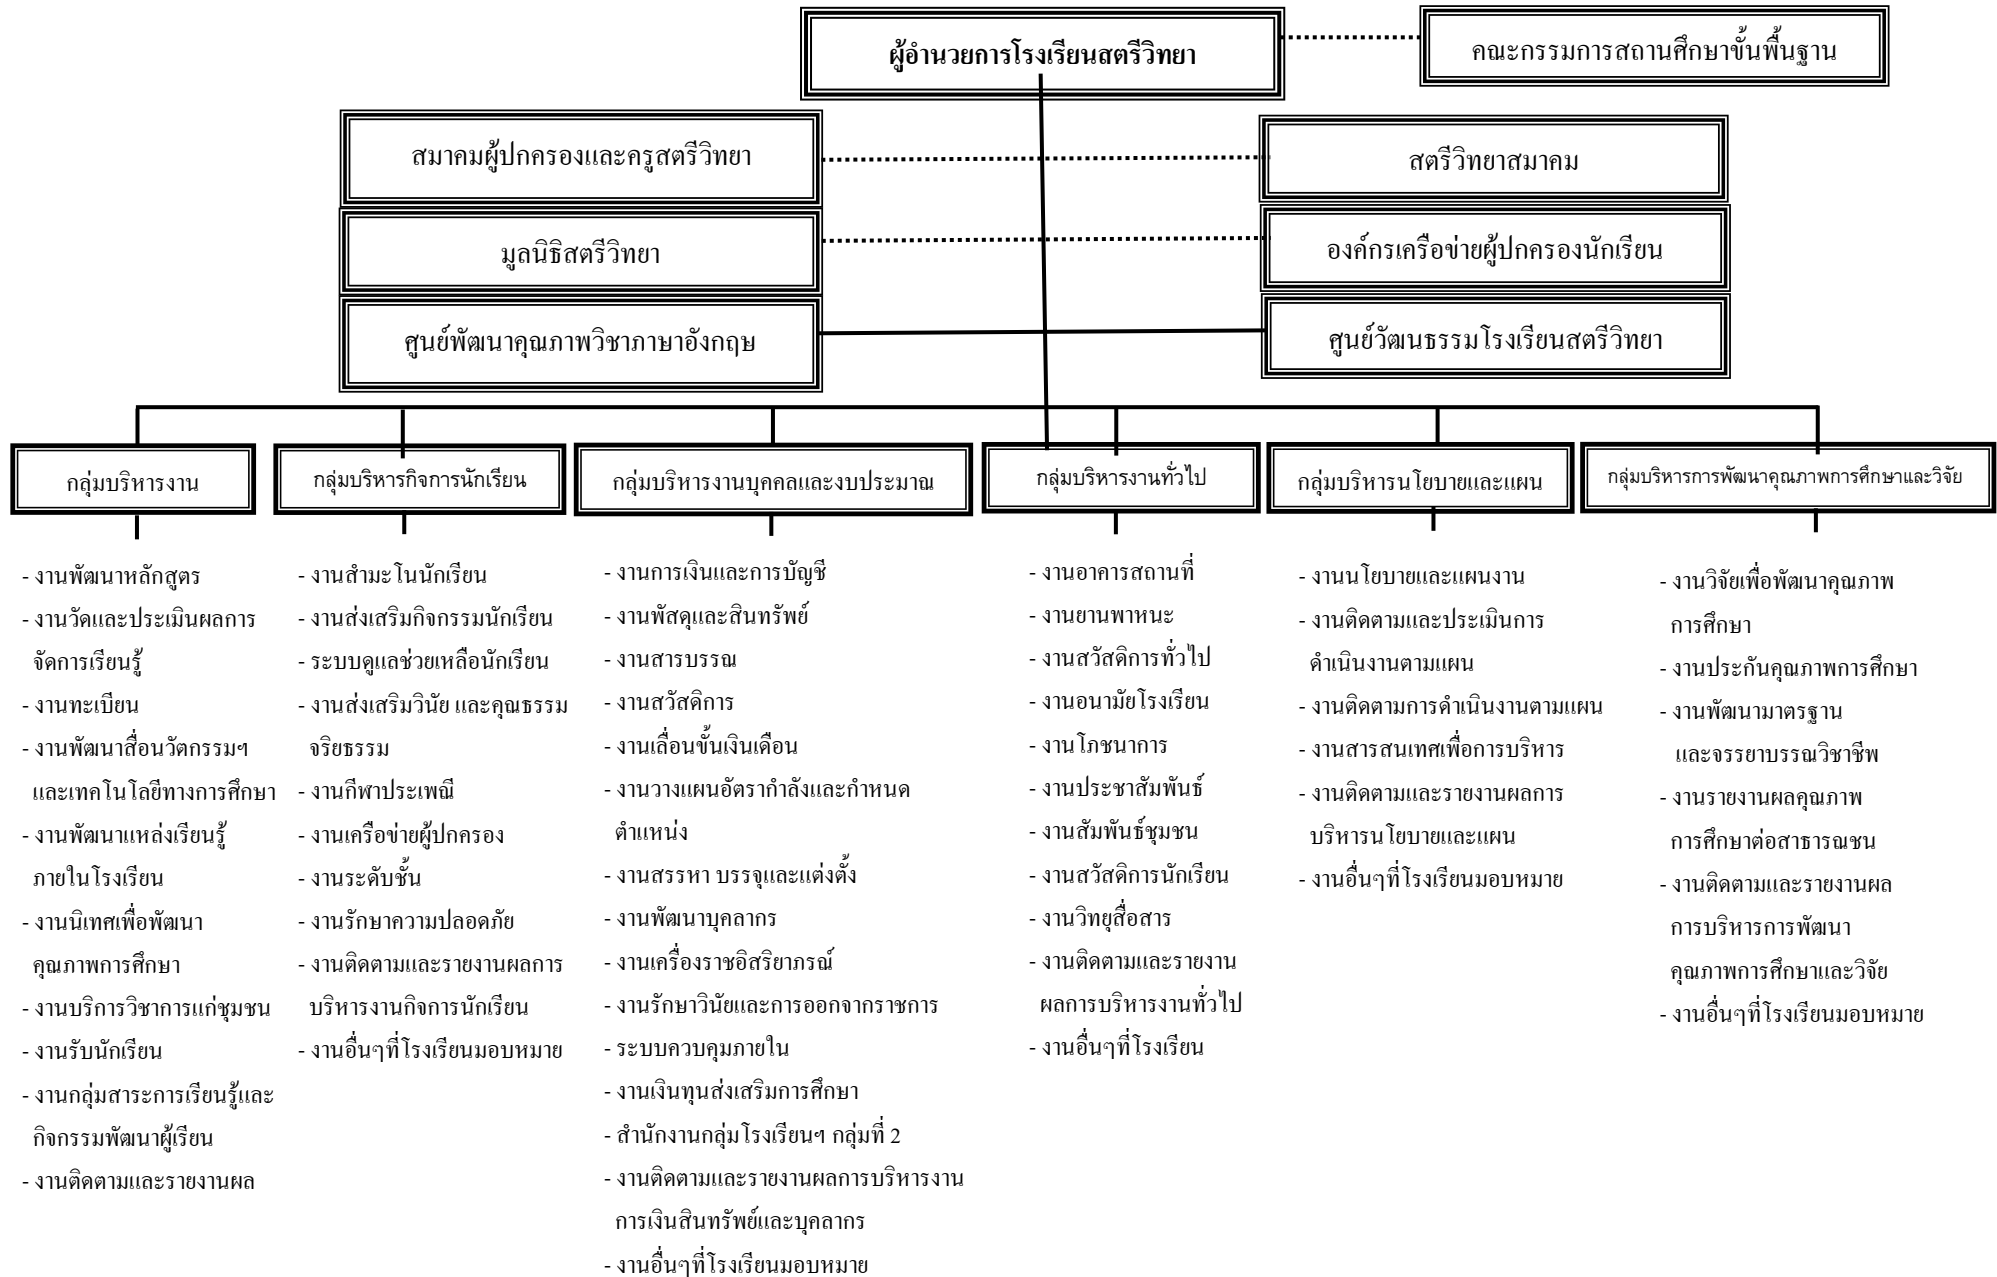 ผู้อำนวยการโรงเรียนสตรีวิทยา
คณะกรรมการสถานศึกษาขั้นพื้นฐาน
สมาคมผู้ปกครองและครูสตรีวิทยา
สตรีวิทยาสมาคม
มูลนิธิสตรีวิทยา
องค์กรเครือข่ายผู้ปกครองนักเรียน
ศูนย์พัฒนาคุณภาพวิชาภาษาอังกฤษ
ศูนย์วัฒนธรรมโรงเรียนสตรีวิทยา
กลุ่มบริหารงาน
- งานพัฒนาหลักสูตร
- งานวัดและประเมินผลการ
จัดการเรียนรู้
- งานทะเบียน
- งานพัฒนาสื่อนวัตกรรมฯ
และเทคโนโลยีทางการศึกษา
- งานพัฒนาแหล่งเรียนรู้
ภายในโรงเรียน
- งานนิเทศเพื่อพัฒนา
คุณภาพการศึกษา
- งานบริการวิชาการแก่ชุมชน
- งานรับนักเรียน
- งานกลุ่มสาระการเรียนรู้และ
กิจกรรมพัฒนาผู้เรียน
- งานติดตามและรายงานผล
กลุ่มบริหารกิจการนักเรียน
- งานสำมะโนนักเรียน
- งานส่งเสริมกิจกรรมนักเรียน
- ระบบดูแลช่วยเหลือนักเรียน
- งานส่งเสริมวินัย และคุณธรรม
จริยธรรม
- งานกีฬาประเพณี
- งานเครือข่ายผู้ปกครอง
- งานระดับชั้น
- งานรักษาความปลอดภัย
- งานติดตามและรายงานผลการ
บริหารงานกิจการนักเรียน
- งานอื่นๆที่โรงเรียนมอบหมาย
กลุ่มบริหารงานบุคคลและงบประมาณ
- งานการเงินและการบัญชี
- งานพัสดุและสินทรัพย์
- งานสารบรรณ
- งานสวัสดิการ
- งานเลื่อนขั้นเงินเดือน
- งานวางแผนอัตรากำลังและกำหนด
ตำแหน่ง
- งานสรรหา บรรจุและแต่งตั้ง
- งานพัฒนาบุคลากร
- งานเครื่องราชอิสริยาภรณ์
- งานรักษาวินัยและการออกจากราชการ
- ระบบควบคุมภายใน
- งานเงินทุนส่งเสริมการศึกษา
- สำนักงานกลุ่มโรงเรียนฯ กลุ่มที่ 2
- งานติดตามและรายงานผลการบริหารงาน
การเงินสินทรัพย์และบุคลากร
- งานอื่นๆที่โรงเรียนมอบหมาย
กลุ่มบริหารงานทั่วไป
- งานอาคารสถานที่
- งานยานพาหนะ
- งานสวัสดิการทั่วไป
- งานอนามัยโรงเรียน
- งานโภชนาการ
- งานประชาสัมพันธ์
- งานสัมพันธ์ชุมชน
- งานสวัสดิการนักเรียน
- งานวิทยุสื่อสาร
- งานติดตามและรายงาน
ผลการบริหารงานทั่วไป
- งานอื่นๆที่โรงเรียน
กลุ่มบริหารนโยบายและแผน
- งานนโยบายและแผนงาน
- งานติดตามและประเมินการ
ดำเนินงานตามแผน
- งานติดตามการดำเนินงานตามแผน
- งานสารสนเทศเพื่อการบริหาร
- งานติดตามและรายงานผลการ
บริหารนโยบายและแผน
- งานอื่นๆที่โรงเรียนมอบหมาย
กลุ่มบริหารการพัฒนาคุณภาพการศึกษาและวิจัย
- งานวิจัยเพื่อพัฒนาคุณภาพ
การศึกษา
- งานประกันคุณภาพการศึกษา
- งานพัฒนามาตรฐาน
และจรรยาบรรณวิชาชีพ
- งานรายงานผลคุณภาพ
การศึกษาต่อสาธารณชน
- งานติดตามและรายงานผล
การบริหารการพัฒนา
คุณภาพการศึกษาและวิจัย
- งานอื่นๆที่โรงเรียนมอบหมาย